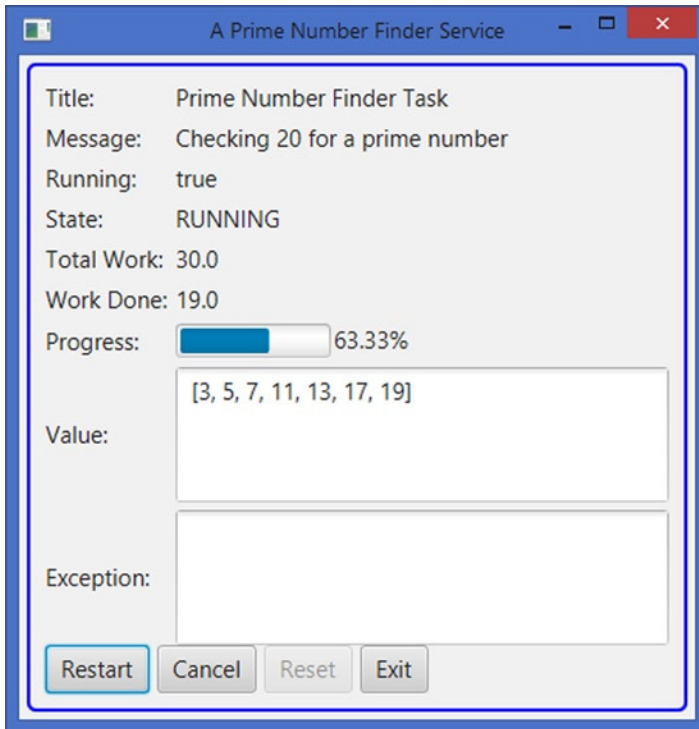 A Prime Number Finder Service
Title: Prime Number Finder Task
Message: Checking 20 for a prime number
Running: true
State: RUNNING
Total Work: 30.0
Work Done: 19.0
Progress: 63.33%
Value: [3, 5, 7, 11, 13, 17, 19]
Exception:
Restart Cancel Reset Exit